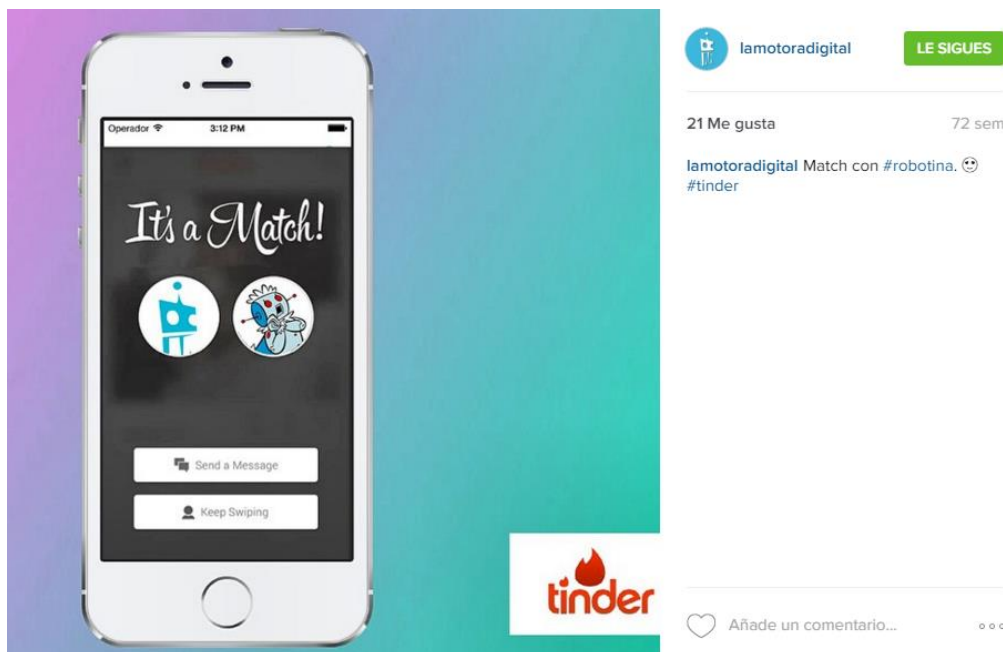 Operador 3:12 PM
It's a Match!
Send a Message
Keep Swiping
tinder
lamotoradigital LE SIGUES
21 Me gusta 72 sem
lamotoradigital Match con #robotina.
#tinder
Añade un comentario...